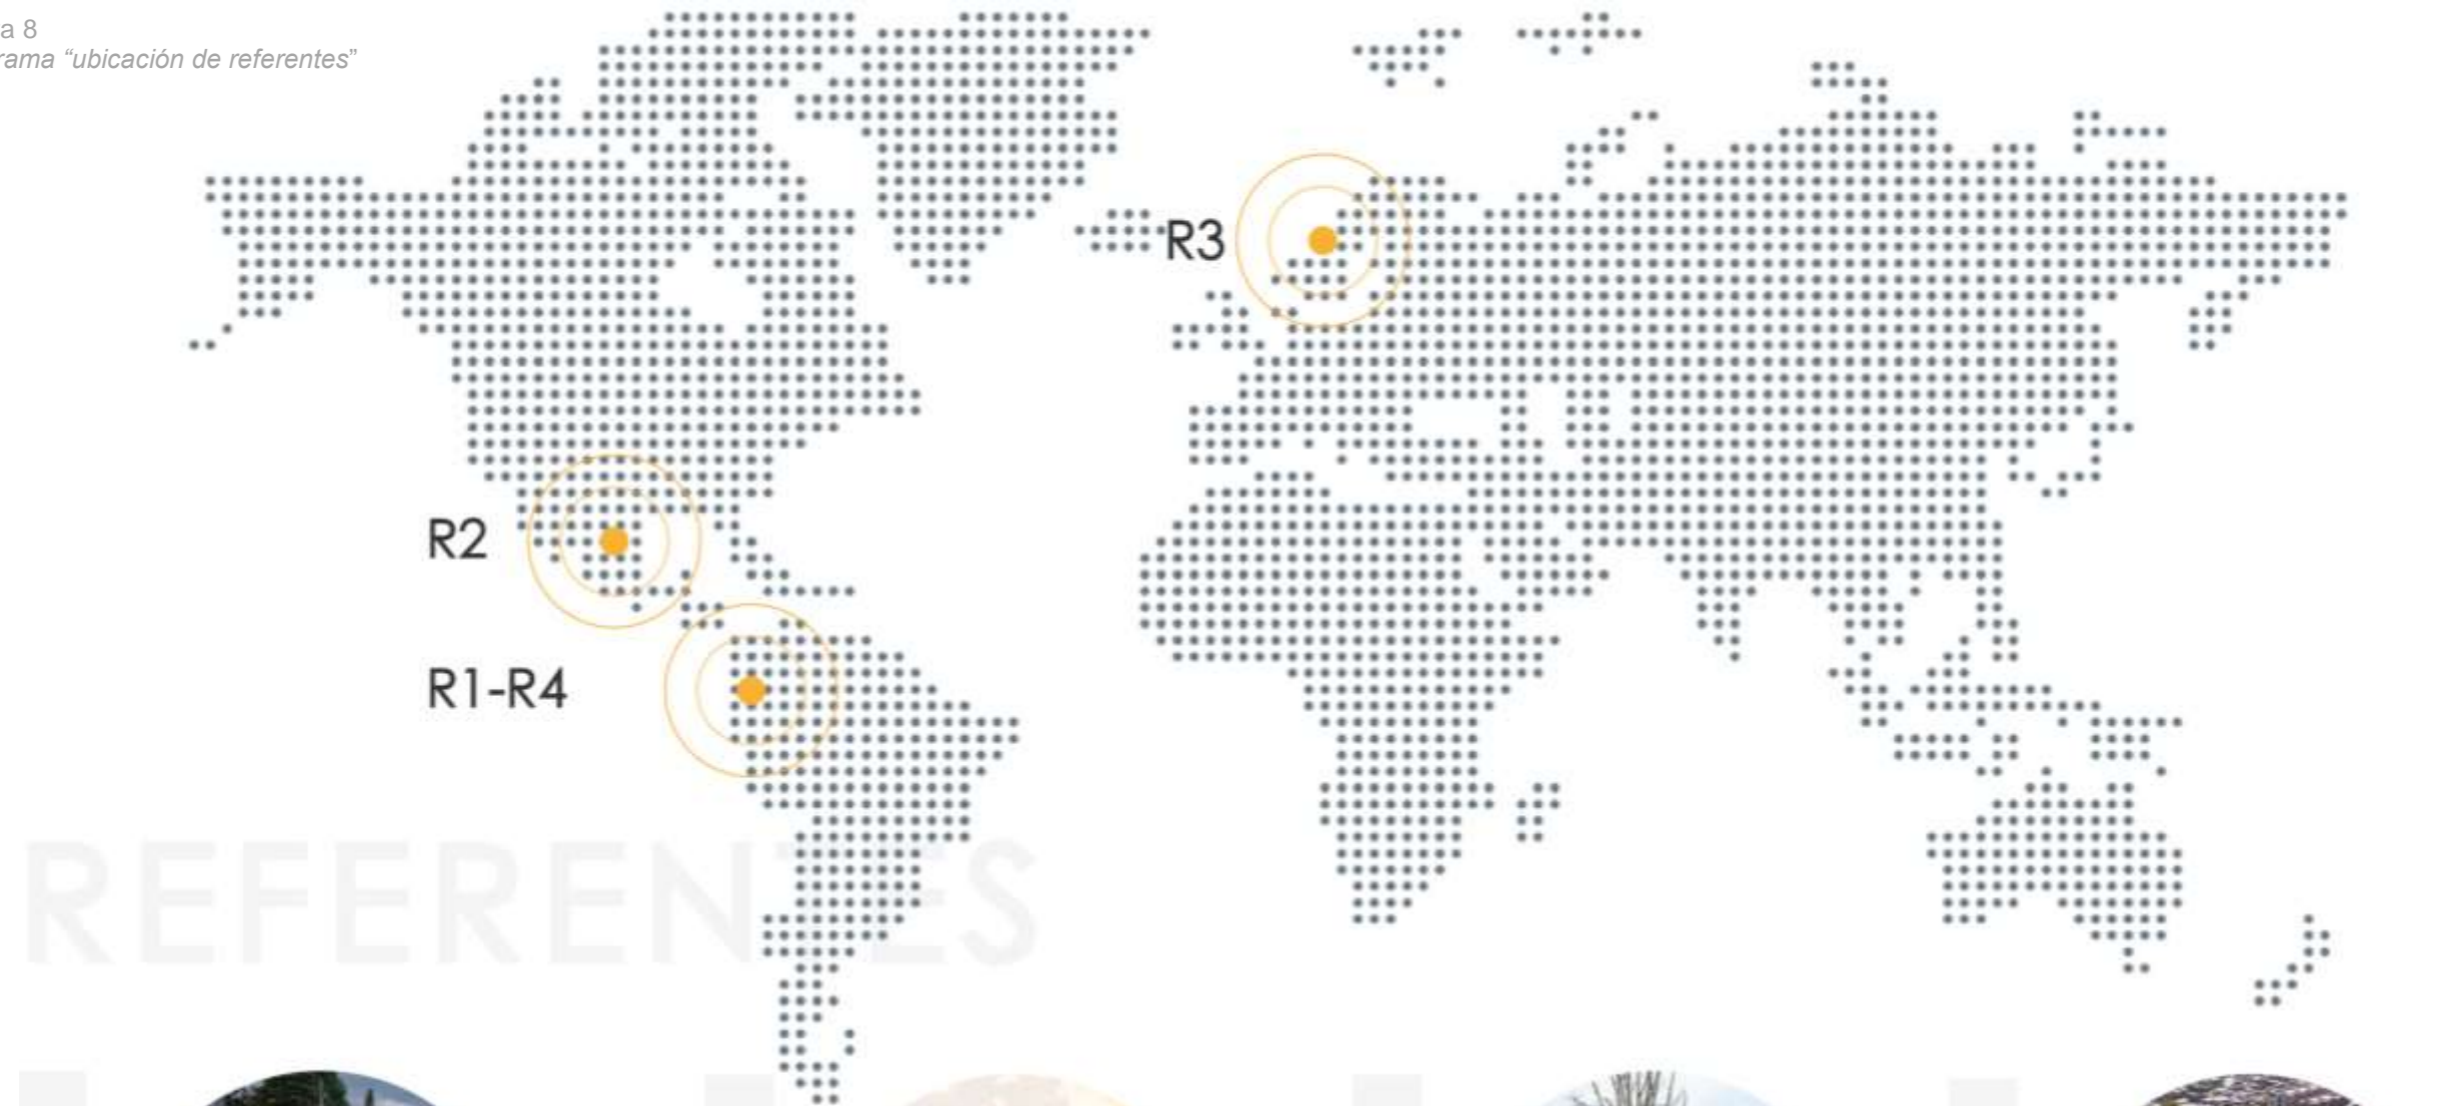 a 8
rama “ubicación de referentes”
R3
R2
R1-R4
REFERENTES